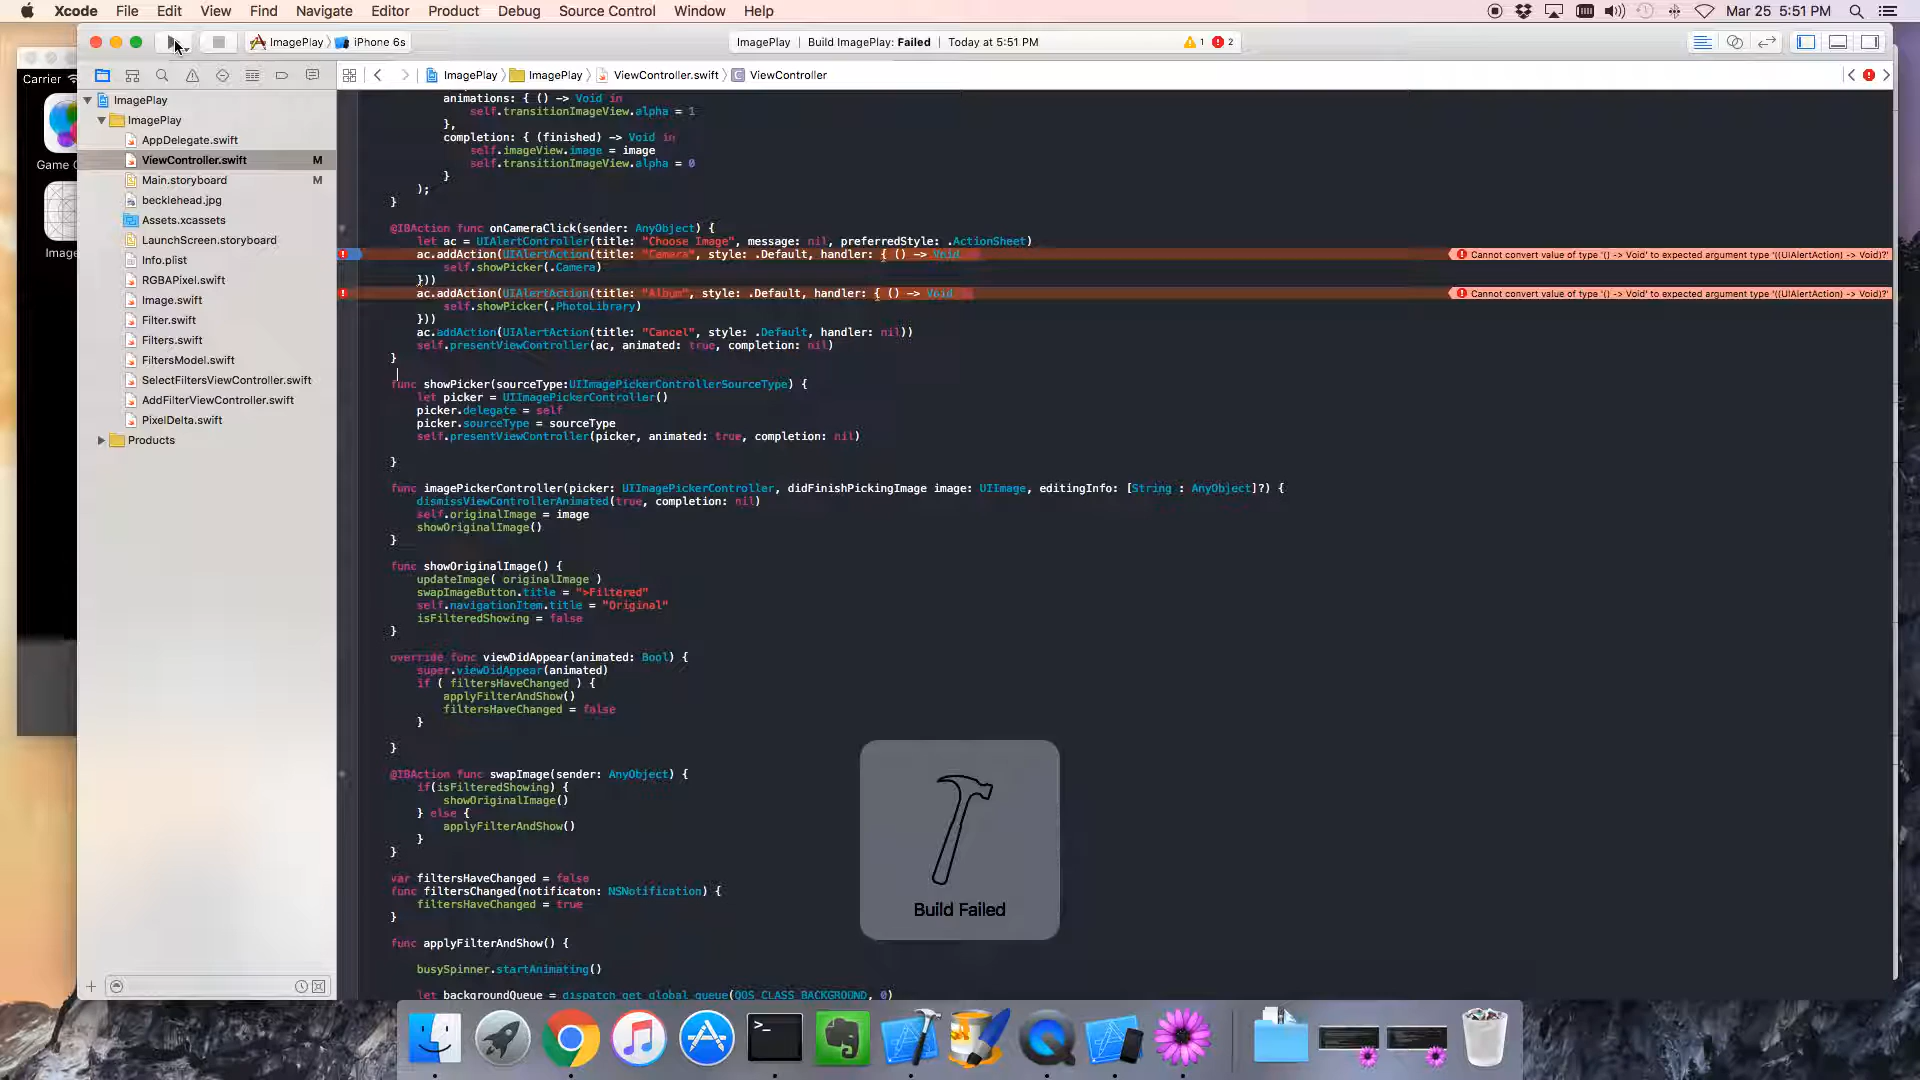 Xcode File Edit View Find Navigate Editor Product Debug Source Control Window Help Mar 25 5:51 PM
ImagePlay iPhone 6s ImagePlay | Build ImagePlay: Failed | Today at 5:51 PM 1 2
Carrier
Game
Image
ImagePlay ImagePlay ViewController.swift C ViewController
ImagePlay
ImagePlay
AppDelegate.swift
ViewController.swift M
Main.storyboard M
becklehead.jpg
Assets.xcassets
LaunchScreen.storyboard
Info.plist
RGBAPixel.swift
Image.swift
Filter.swift
Filters.swift
FiltersModel.swift
SelectFiltersViewController.swift
AddFilterViewController.swift
PixelDelta.swift
Products
animations: { () -> Void in
self.transitionImageView.alpha = 1
},
completion: { (finished) -> Void in
self.imageView.image = image
self.transitionImageView.alpha = 0
}
);
}
@IBAction func onCameraClick(sender: AnyObject) {
let ac = UIAlertController(title: "Choose Image", message: nil, preferredStyle: .ActionSheet)
ac.addAction(UIAlertAction(title: "Camera", style: .Default, handler: { () -> Void
Cannot convert value of type '() -> Void' to expected argument type '((UIAlertAction) -> Void)?'
self.showPicker(.Camera)
}))
ac.addAction(UIAlertAction(title: "Album", style: .Default, handler: { () -> Void
Cannot convert value of type '() -> Void' to expected argument type '((UIAlertAction) -> Void)?'
self.showPicker(.PhotoLibrary)
}))
ac.addAction(UIAlertAction(title: "Cancel", style: .Default, handler: nil))
self.presentViewController(ac, animated: true, completion: nil)
}
func showPicker(sourceType:UIImagePickerControllerSourceType) {
let picker = UIImagePickerController()
picker.delegate = self
picker.sourceType = sourceType
self.presentViewController(picker, animated: true, completion: nil)
}
func imagePickerController(picker: UIImagePickerController, didFinishPickingImage image: UIImage, editingInfo: [String : AnyObject]?) {
dismissViewControllerAnimated(true, completion: nil)
self.originalImage = image
showOriginalImage()
}
func showOriginalImage() {
updateImage( originalImage )
swapImageButton.title = ">Filtered"
self.navigationItem.title = "Original"
isFilteredShowing = false
}
override func viewDidAppear(animated: Bool) {
super.viewDidAppear(animated)
if ( filtersHaveChanged ) {
applyFilterAndShow()
filtersHaveChanged = false
}
}
@IBAction func swapImage(sender: AnyObject) {
if(isFilteredShowing) {
showOriginalImage()
} else {
applyFilterAndShow()
}
}
var filtersHaveChanged = false
func filtersChanged(notificaton: NSNotification) {
filtersHaveChanged = true
}
func applyFilterAndShow() {
busySpinner.startAnimating()
let backgroundQueue = dispatch_get_global_queue(QOS_CLASS_BACKGROUND, 0)
Build Failed